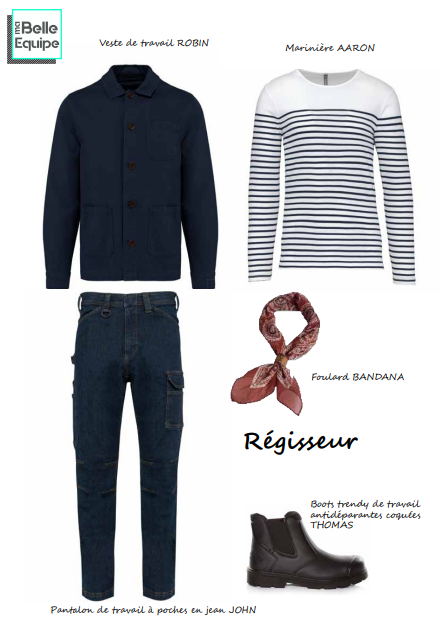 ma
Belle
Equipe
Veste de travail ROBIN
Marinière AARON
Foulard BANDANA
Régisseur
Boots trendy de travail
antidéparantes coquées
THOMAS
Pantalon de travail à poches en jean JOHN